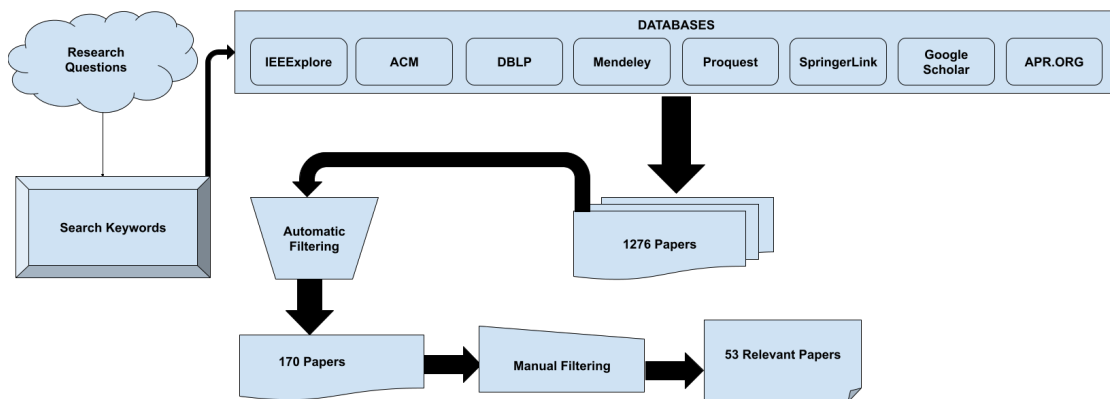 Research
Questions
Search Keywords
DATABASES
IEEExplore
ACM
DBLP
Mendeley
Proquest
SpringerLink
Google
Scholar
APR.ORG
1276 Papers
Automatic
Filtering
170 Papers
Manual Filtering
53 Relevant Papers